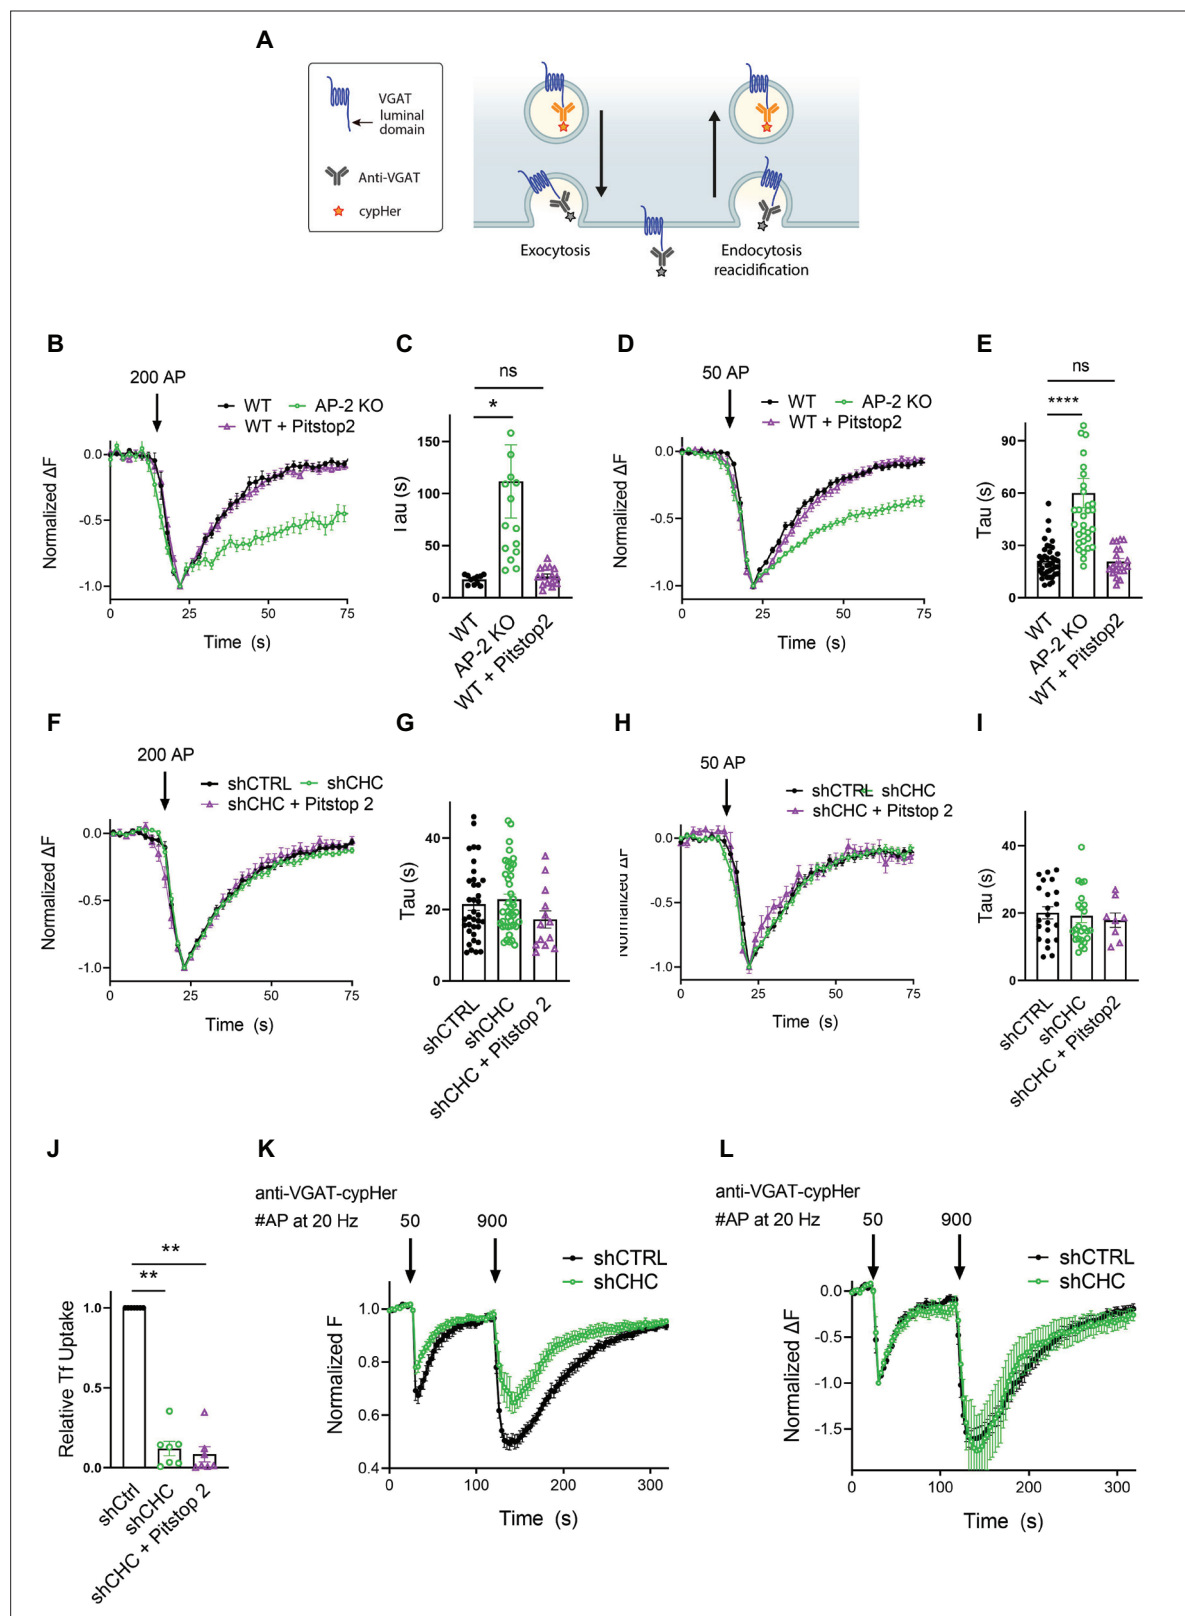 A
VGAT
luminal
domain
Anti-VGAT
cypHer
Exocytosis
Endocytosis
reacidification
B
200 AP
WT
AP-2 KO
WT + Pitstop2
Normalized ΔF
0.0
-0.5
-1.0
0
25
50
75
Time (s)
C
ns
*
Tau (s)
150
100
50
0
WT
AP-2 KO
WT + Pitstop2
D
50 AP
WT
AP-2 KO
WT + Pitstop2
Normalized ΔF
0.0
-0.5
-1.0
0
25
50
75
Time (s)
E
ns
****
Tau (s)
90
60
30
0
WT
AP-2 KO
WT + Pitstop2
F
200 AP
shCTRL
shCHC
shCHC + Pitstop 2
Normalized ΔF
0.0
-0.5
-1.0
0
25
50
75
Time (s)
G
Tau (s)
40
20
0
shCTRL
shCHC
shCHC + Pitstop 2
H
50 AP
shCTRL
shCHC
shCHC + Pitstop 2
Normalized ΔF
0.0
-0.5
-1.0
0
25
50
75
Time (s)
I
Tau (s)
40
20
0
shCTRL
shCHC
shCHC + Pitstop2
J
**
**
Relative Tf Uptake
1.0
0.5
0.0
shCtrl
shCHC
shCHC + Pitstop 2
K
anti-VGAT-cypHer
#AP at 20 Hz
50
900
shCTRL
shCHC
Normalized F
1.0
0.8
0.6
0.4
0
100
200
300
Time (s)
L
anti-VGAT-cypHer
#AP at 20 Hz
50
900
shCTRL
shCHC
Normalized ΔF
0.0
-0.5
-1.0
-1.5
0
100
200
300
Time (s)